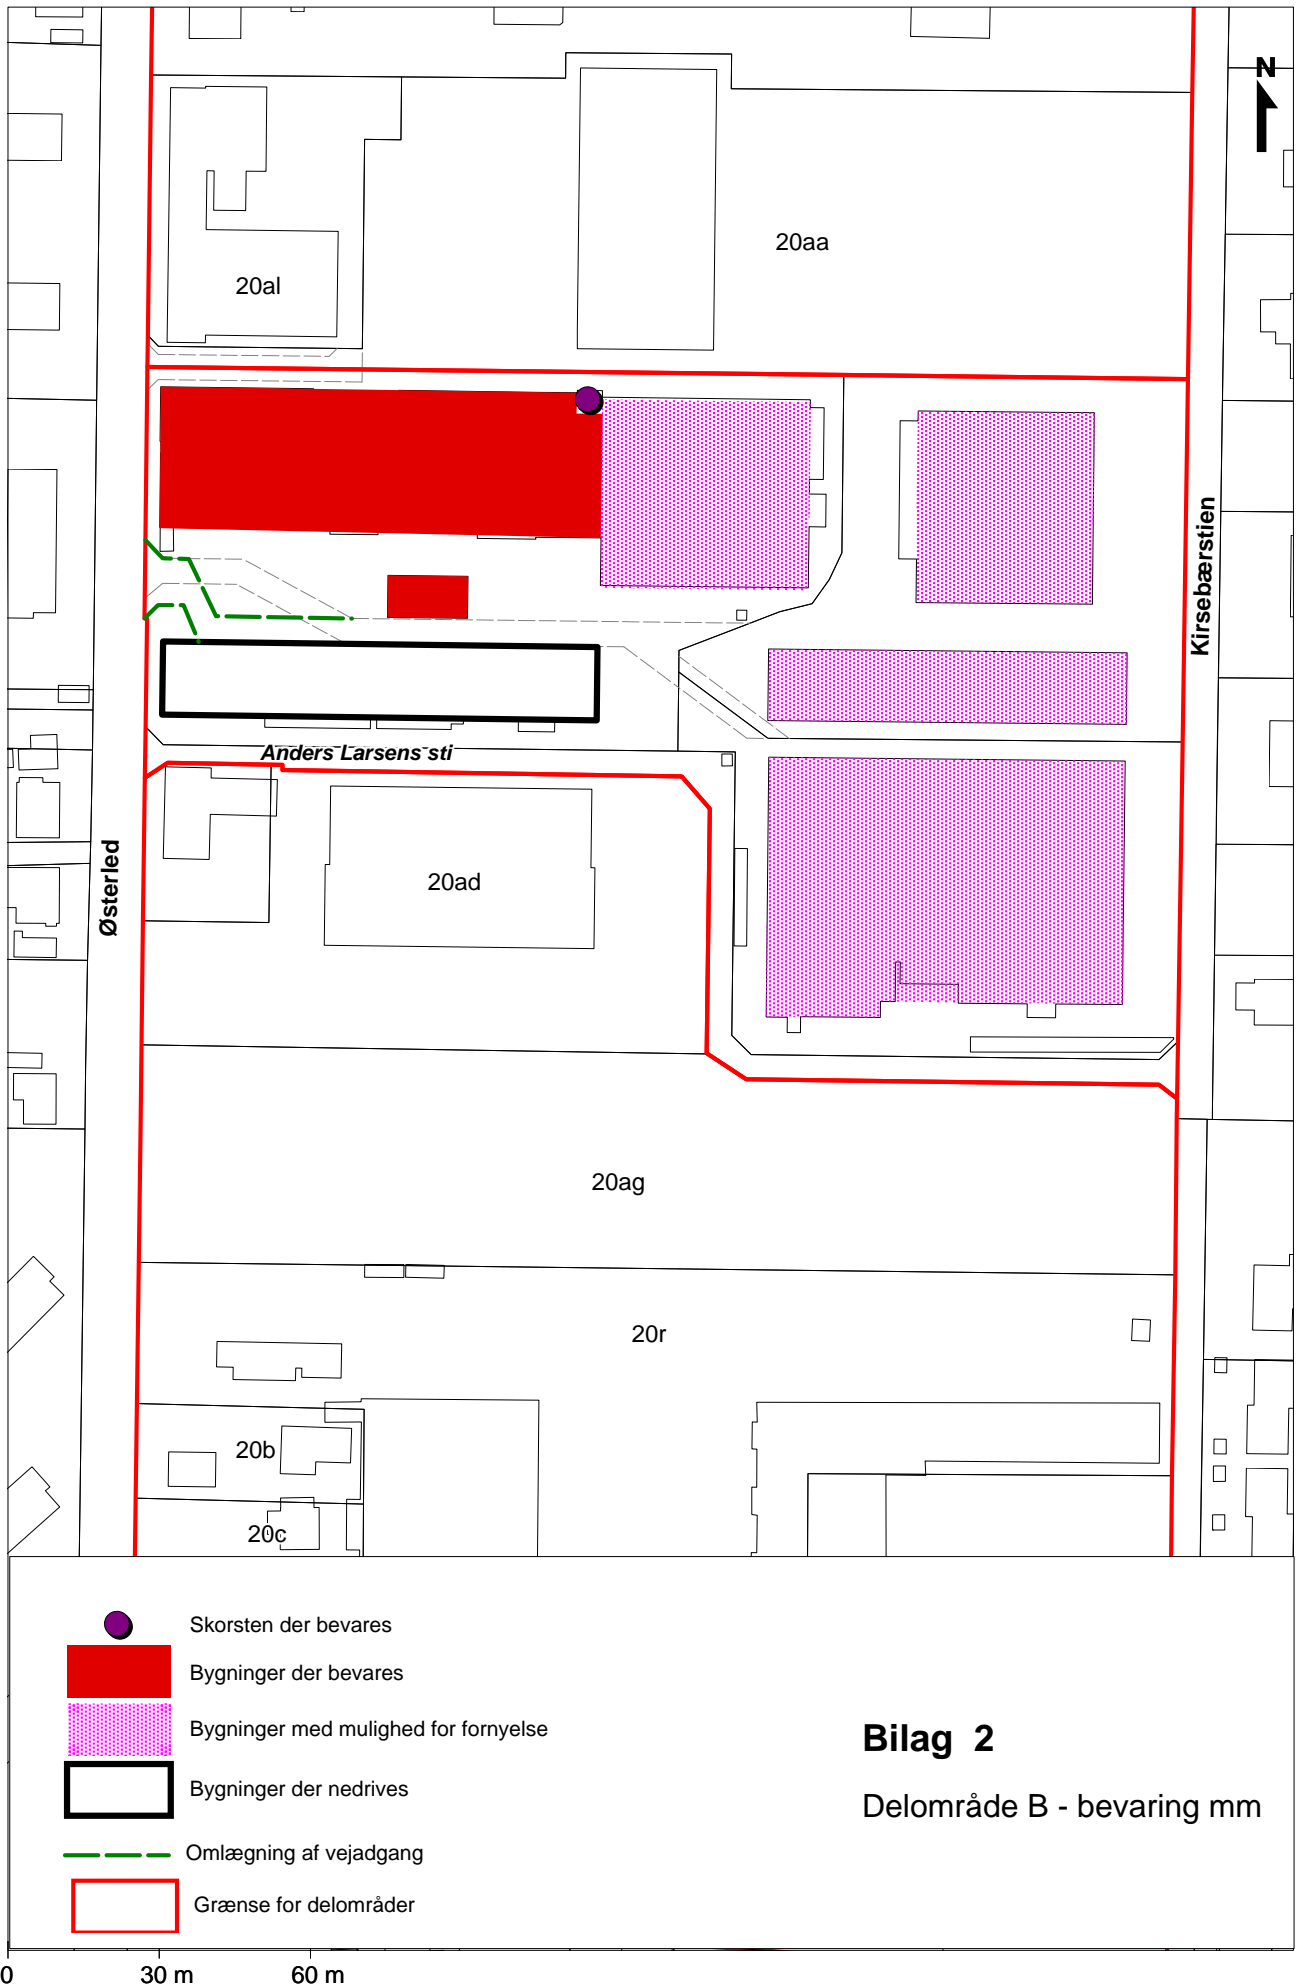 N
20aa
20al
Kirsebærstien
Anders Larsens sti
Østerled
20ad
20ag
20r
20b
20c
Skorsten der bevares
Bygninger der bevares
Bygninger med mulighed for fornyelse
Bygninger der nedrives
Omlægning af vejadgang
Grænse for delområder
Bilag 2
Delområde B - bevaring mm
0 30 m 60 m